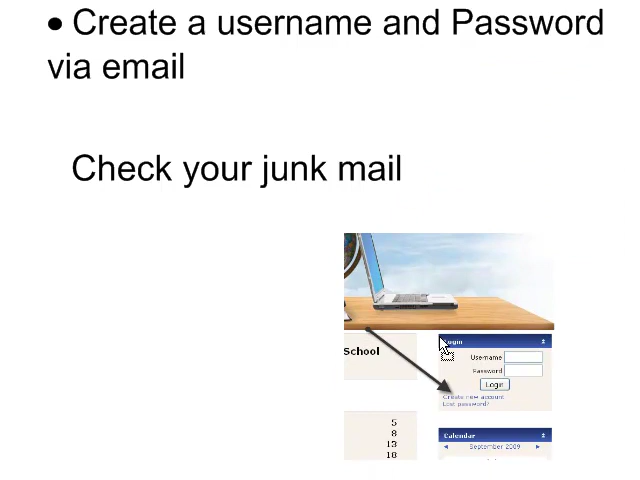 • Create a username and Password
via email
Check your junk mail
School
Login
Username
Password
Login
Create new account
Lost password?
5
8
13
18
Calendar
September 2009